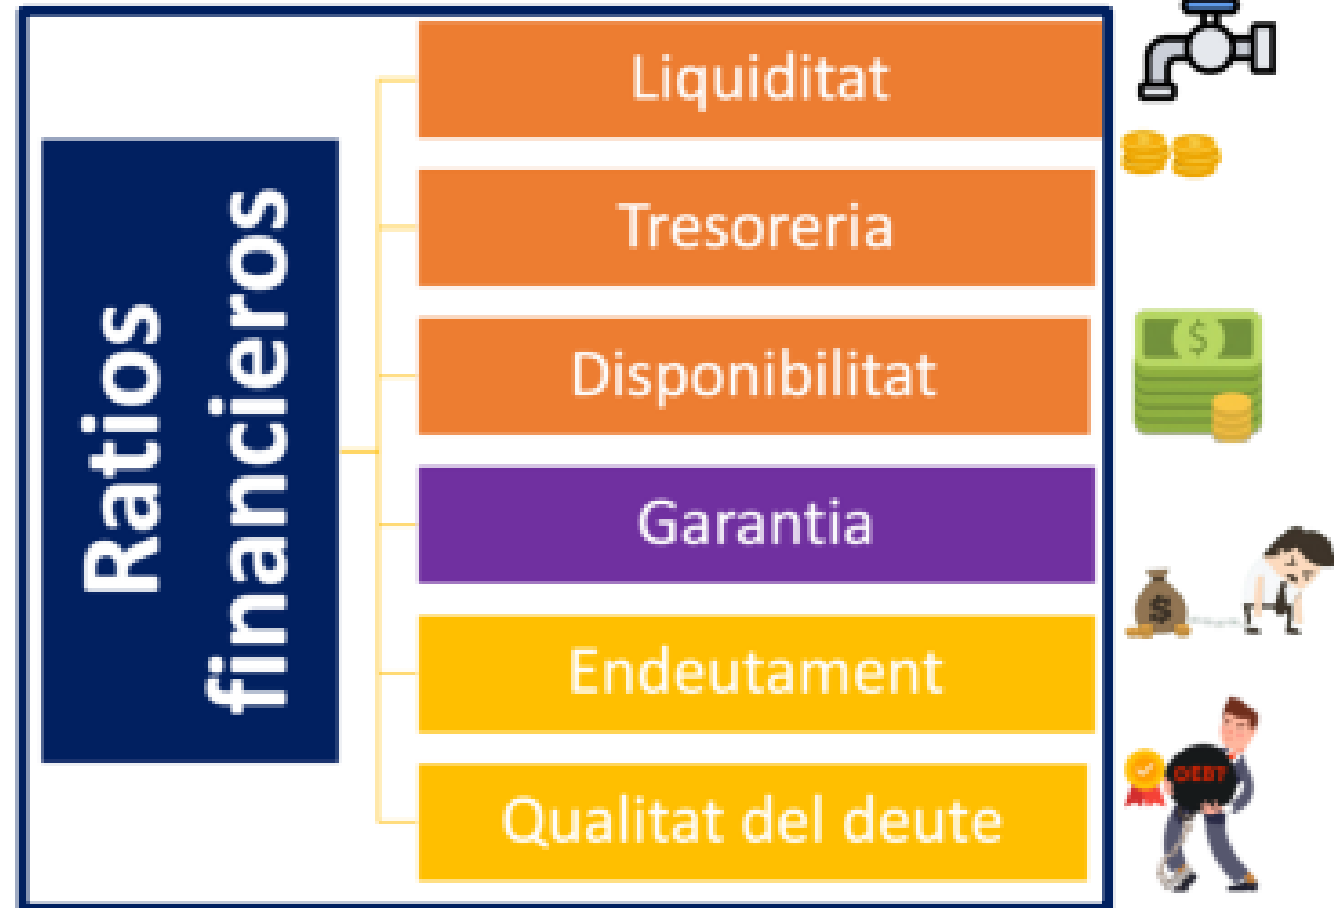 Ratios
financieros
Liquiditat
Tresoreria
Disponibilitat
Garantia
Endeutament
Qualitat del deute
$
$
DEBT